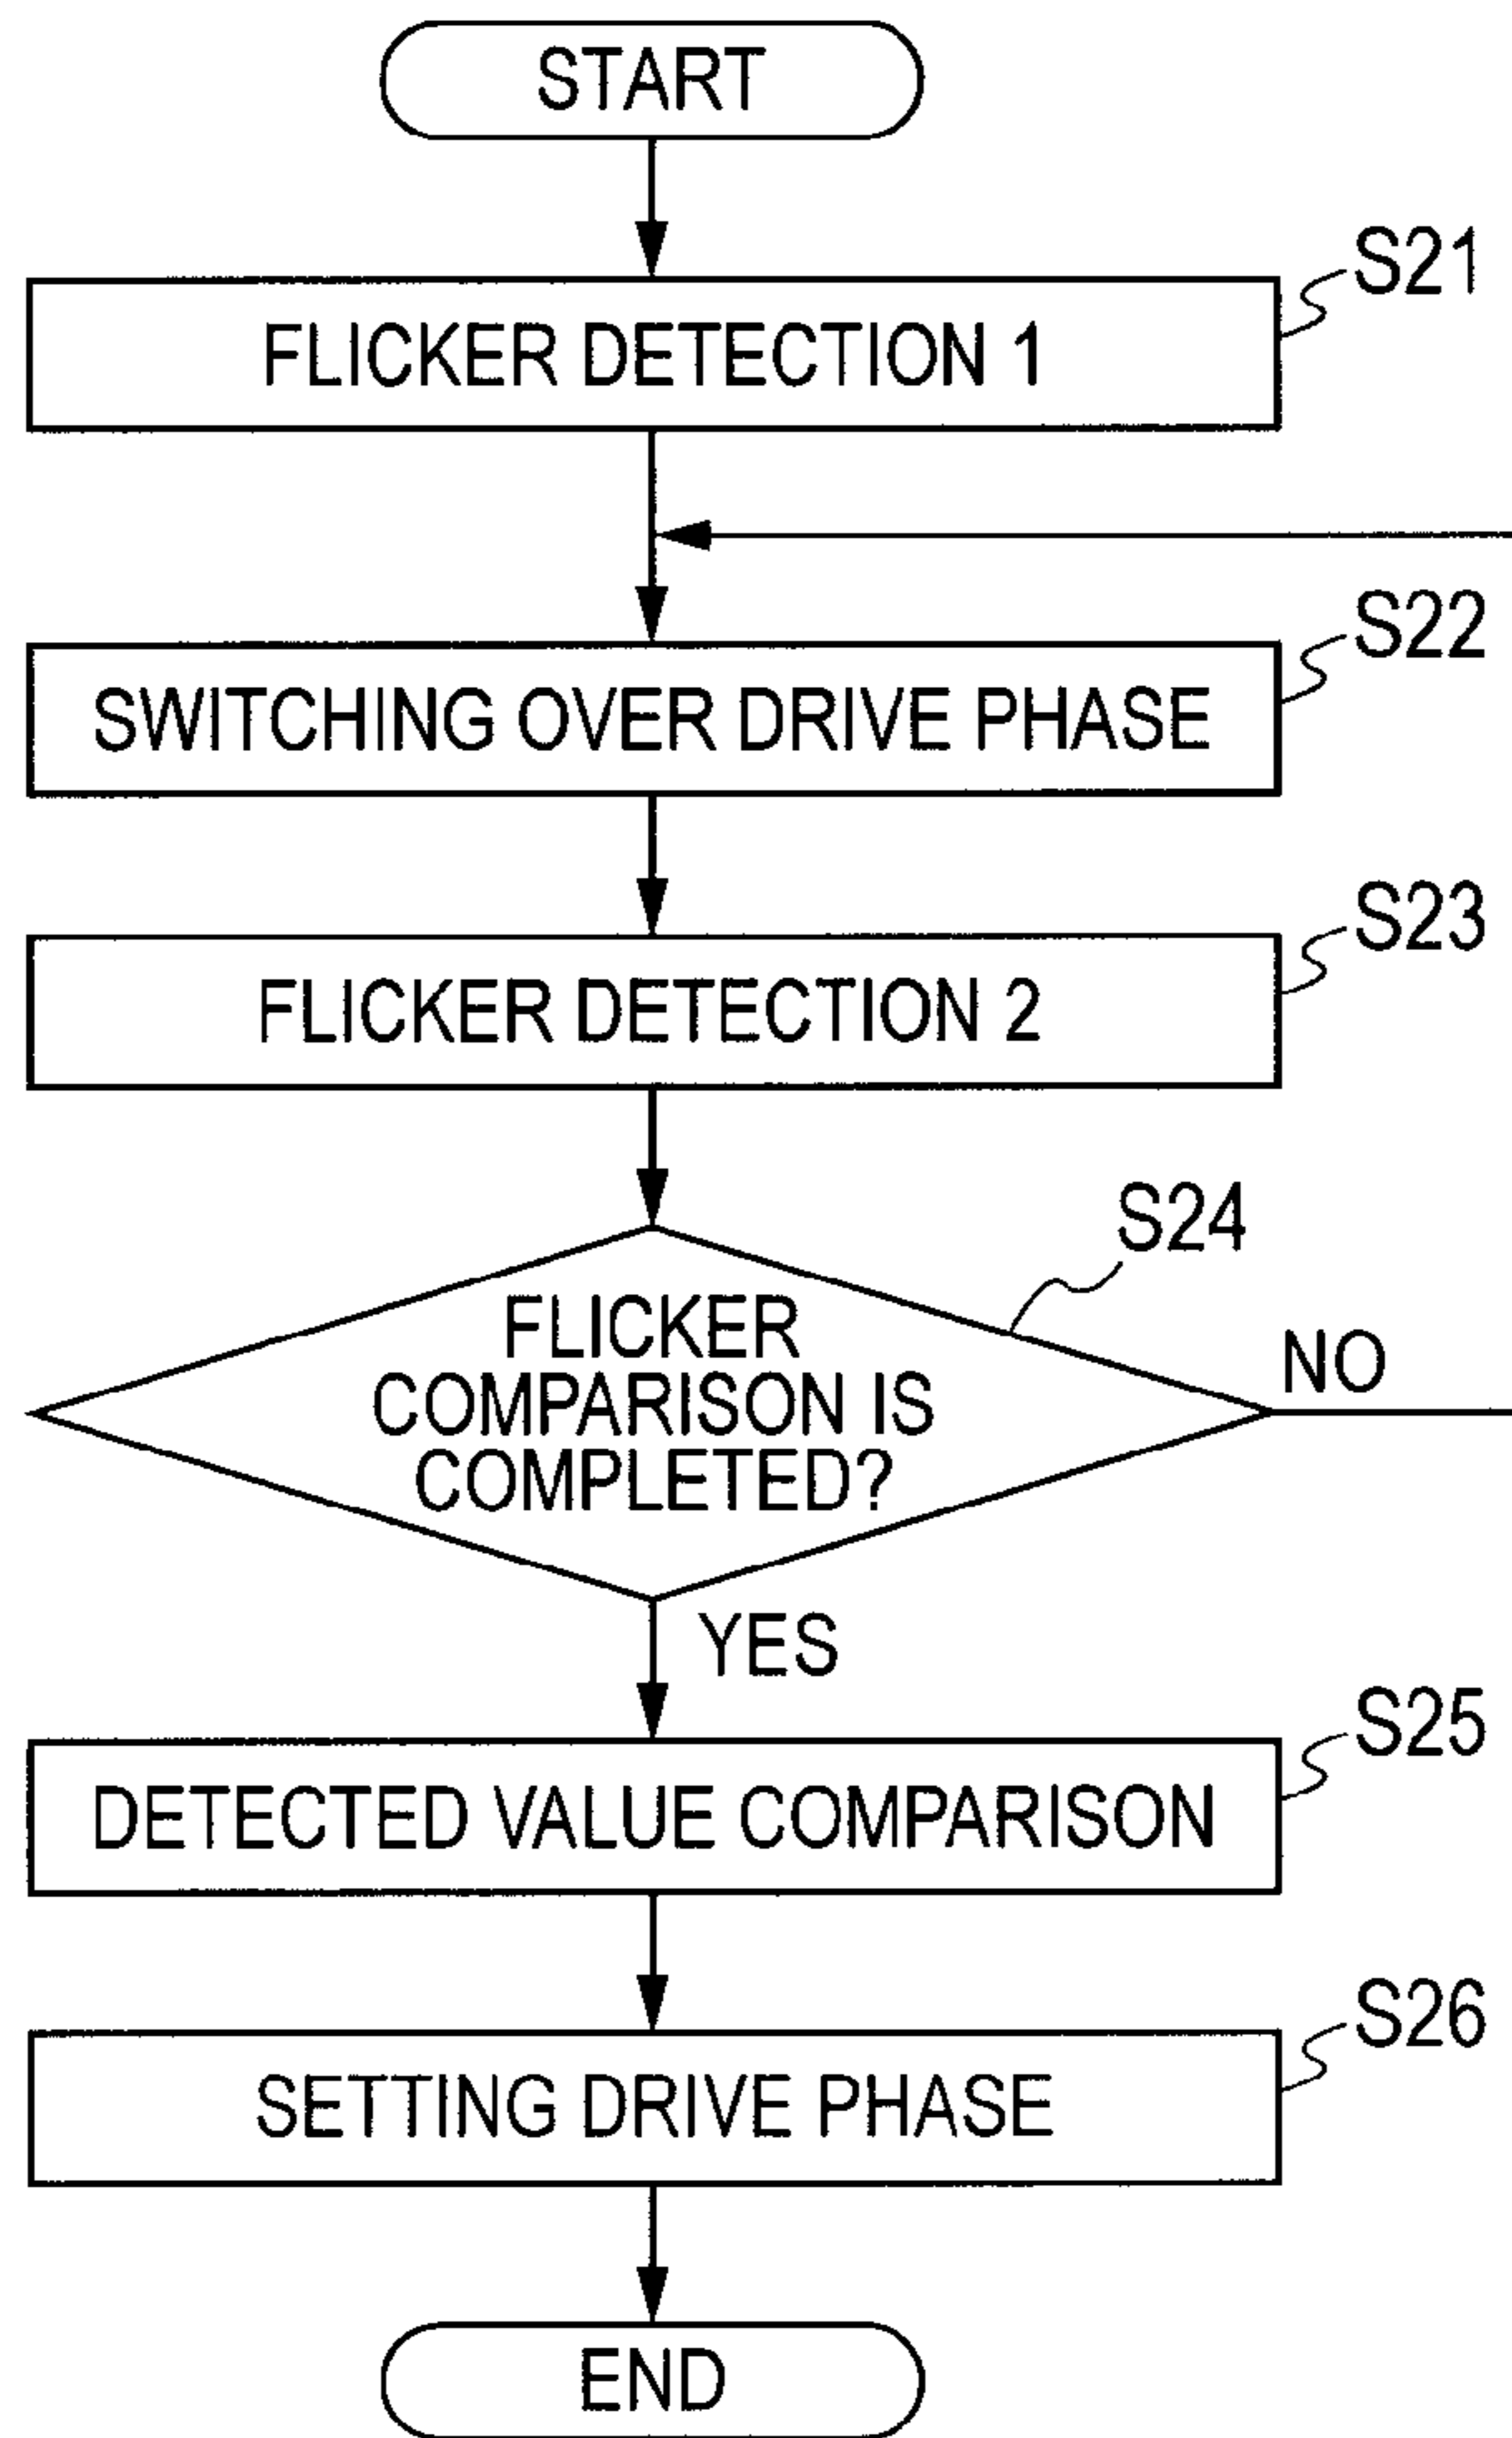 START
S21
FLICKER DETECTION 1
S22
SWITCHING OVER DRIVE PHASE
S23
FLICKER DETECTION 2
S24
FLICKER
COMPARISON IS
COMPLETED?
NO
YES
S25
DETECTED VALUE COMPARISON
S26
SETTING DRIVE PHASE
END